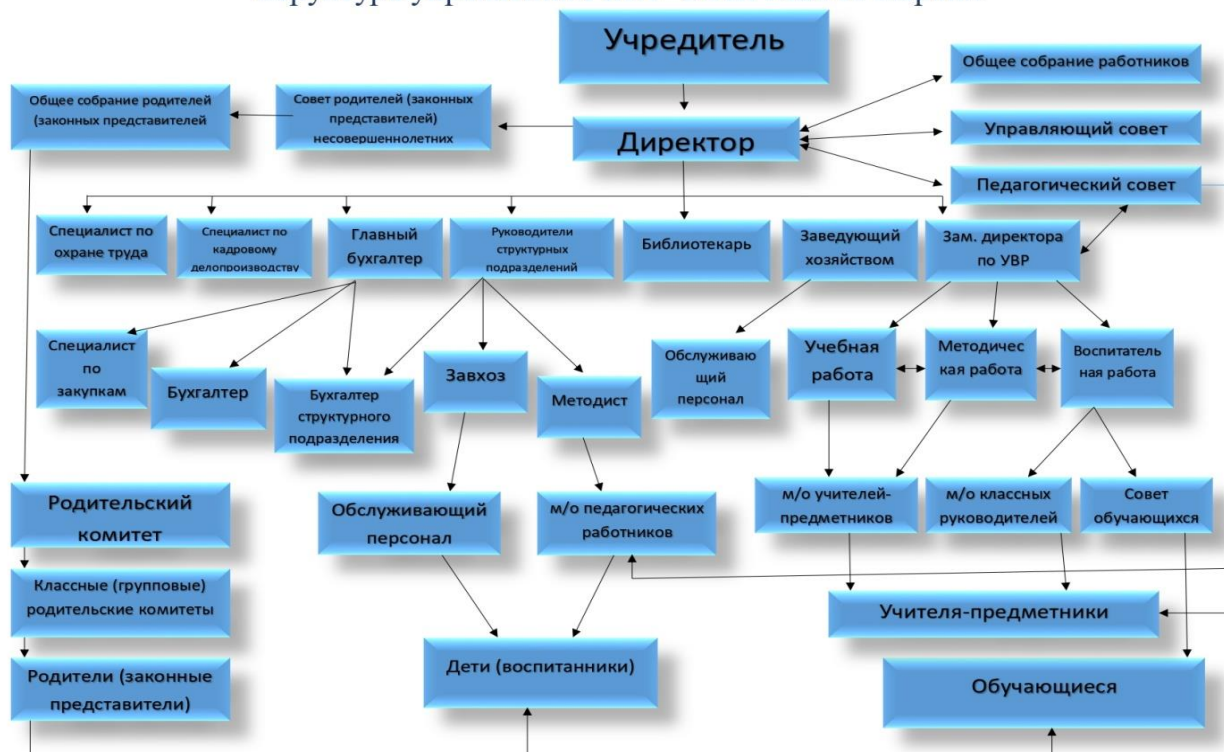 Учредитель
Общее собрание работников
Общее собрание родителей
(законных представителей
Совет родителей (законных
представителей)
несовершеннолетних
Директор
Управляющий совет
Педагогический совет
Специалист по
охране труда
Специалист по
кадровому
делопроизводству
Главный
бухгалтер
Руководители
структурных
подразделений
Библиотекарь
Заведующий
хозяйством
Зам. директора
по УВР
Специалист
по
закупкам
Бухгалтер
Бухгалтер
структурного
подразделения
Завхоз
Методист
Обслуживаю
щий
персонал
Учебная
работа
Методичес
кая работа
Воспитатель
ная работа
Родительский
комитет
Обслуживающий
персонал
м/о педагогических
работников
м/о учителей-
предметников
м/о классных
руководителей
Совет
обучающихся
Классные (групповые)
родительские комитеты
Учителя-предметники
Родители (законные
представители)
Дети (воспитанники)
Обучающиеся